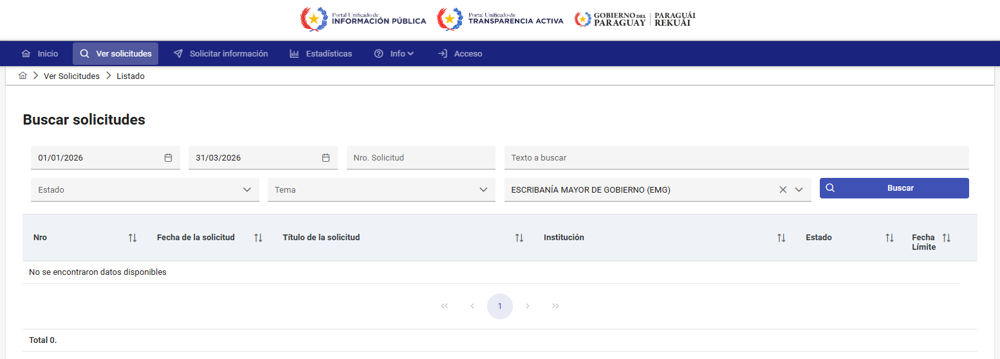 Portal Unificado de
INFORMACIÓN PÚBLICA
Portal Unificado de
TRANSPARENCIA ACTIVA
GOBIERNO DEL
PARAGUAY
PARAGUÁI
REKUÁI
Inicio
Ver solicitudes
Solicitar información
Estadísticas
Info
Acceso
Ver Solicitudes
Listado
Buscar solicitudes
01/01/2026
31/03/2026
Nro. Solicitud
Texto a buscar
Estado
Tema
ESCRIBANÍA MAYOR DE GOBIERNO (EMG)
Buscar
Nro
Fecha de la solicitud
Título de la solicitud
Institución
Estado
Fecha
Límite
No se encontraron datos disponibles
1
Total 0.